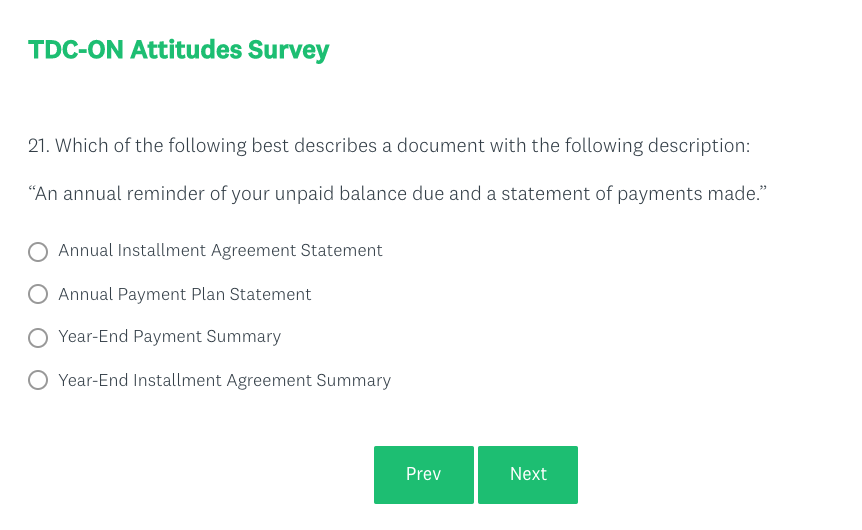 TDC-ON Attitudes Survey
21. Which of the following best describes a document with the following description:
“An annual reminder of your unpaid balance due and a statement of payments made.”
Annual Installment Agreement Statement
Annual Payment Plan Statement
Year-End Payment Summary
Year-End Installment Agreement Summary
Prev Next